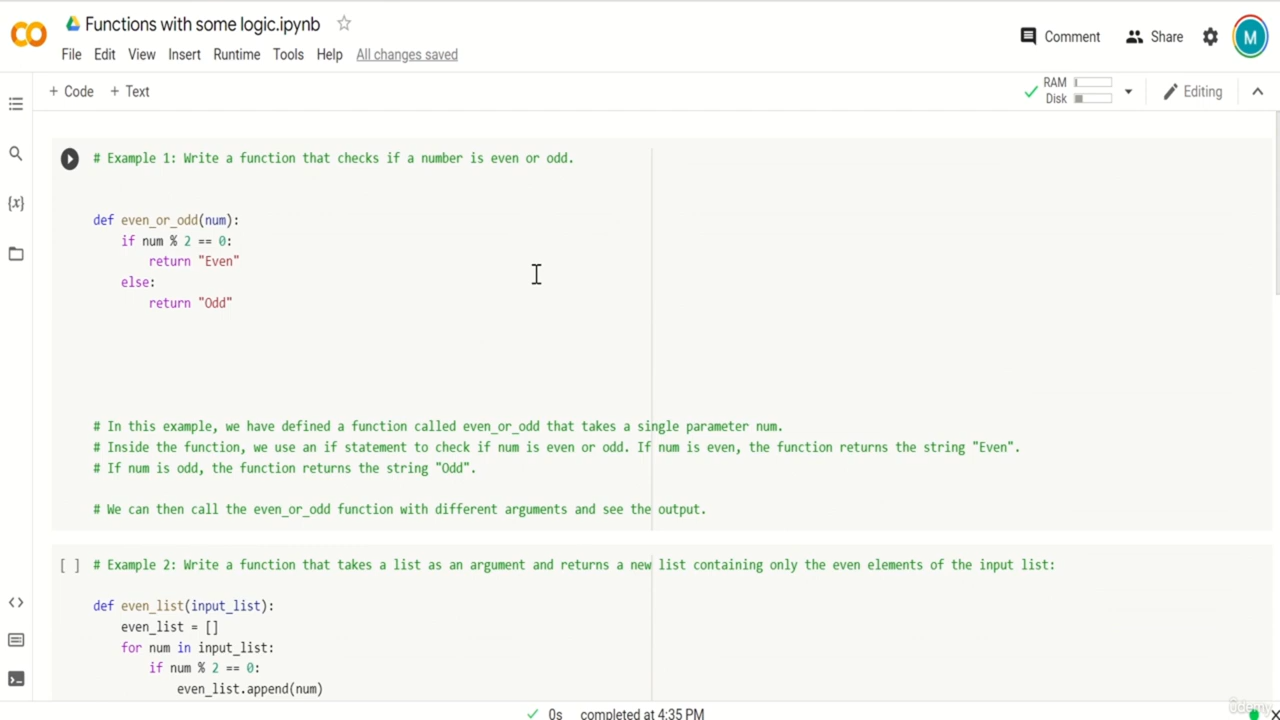 Functions with some logic.ipynb
File Edit View Insert Runtime Tools Help All changes saved
Comment Share M
+ Code + Text
RAM
Disk
Editing
# Example 1: Write a function that checks if a number is even or odd.
def even_or_odd(num):
    if num % 2 == 0:
        return "Even"
    else:
        return "Odd"
# In this example, we have defined a function called even_or_odd that takes a single parameter num.
# Inside the function, we use an if statement to check if num is even or odd. If num is even, the function returns the string "Even".
# If num is odd, the function returns the string "Odd".
# We can then call the even_or_odd function with different arguments and see the output.
[ ] # Example 2: Write a function that takes a list as an argument and returns a new list containing only the even elements of the input list:
def even_list(input_list):
    even_list = []
    for num in input_list:
        if num % 2 == 0:
            even_list.append(num)
0s completed at 4:35 PM
udemy